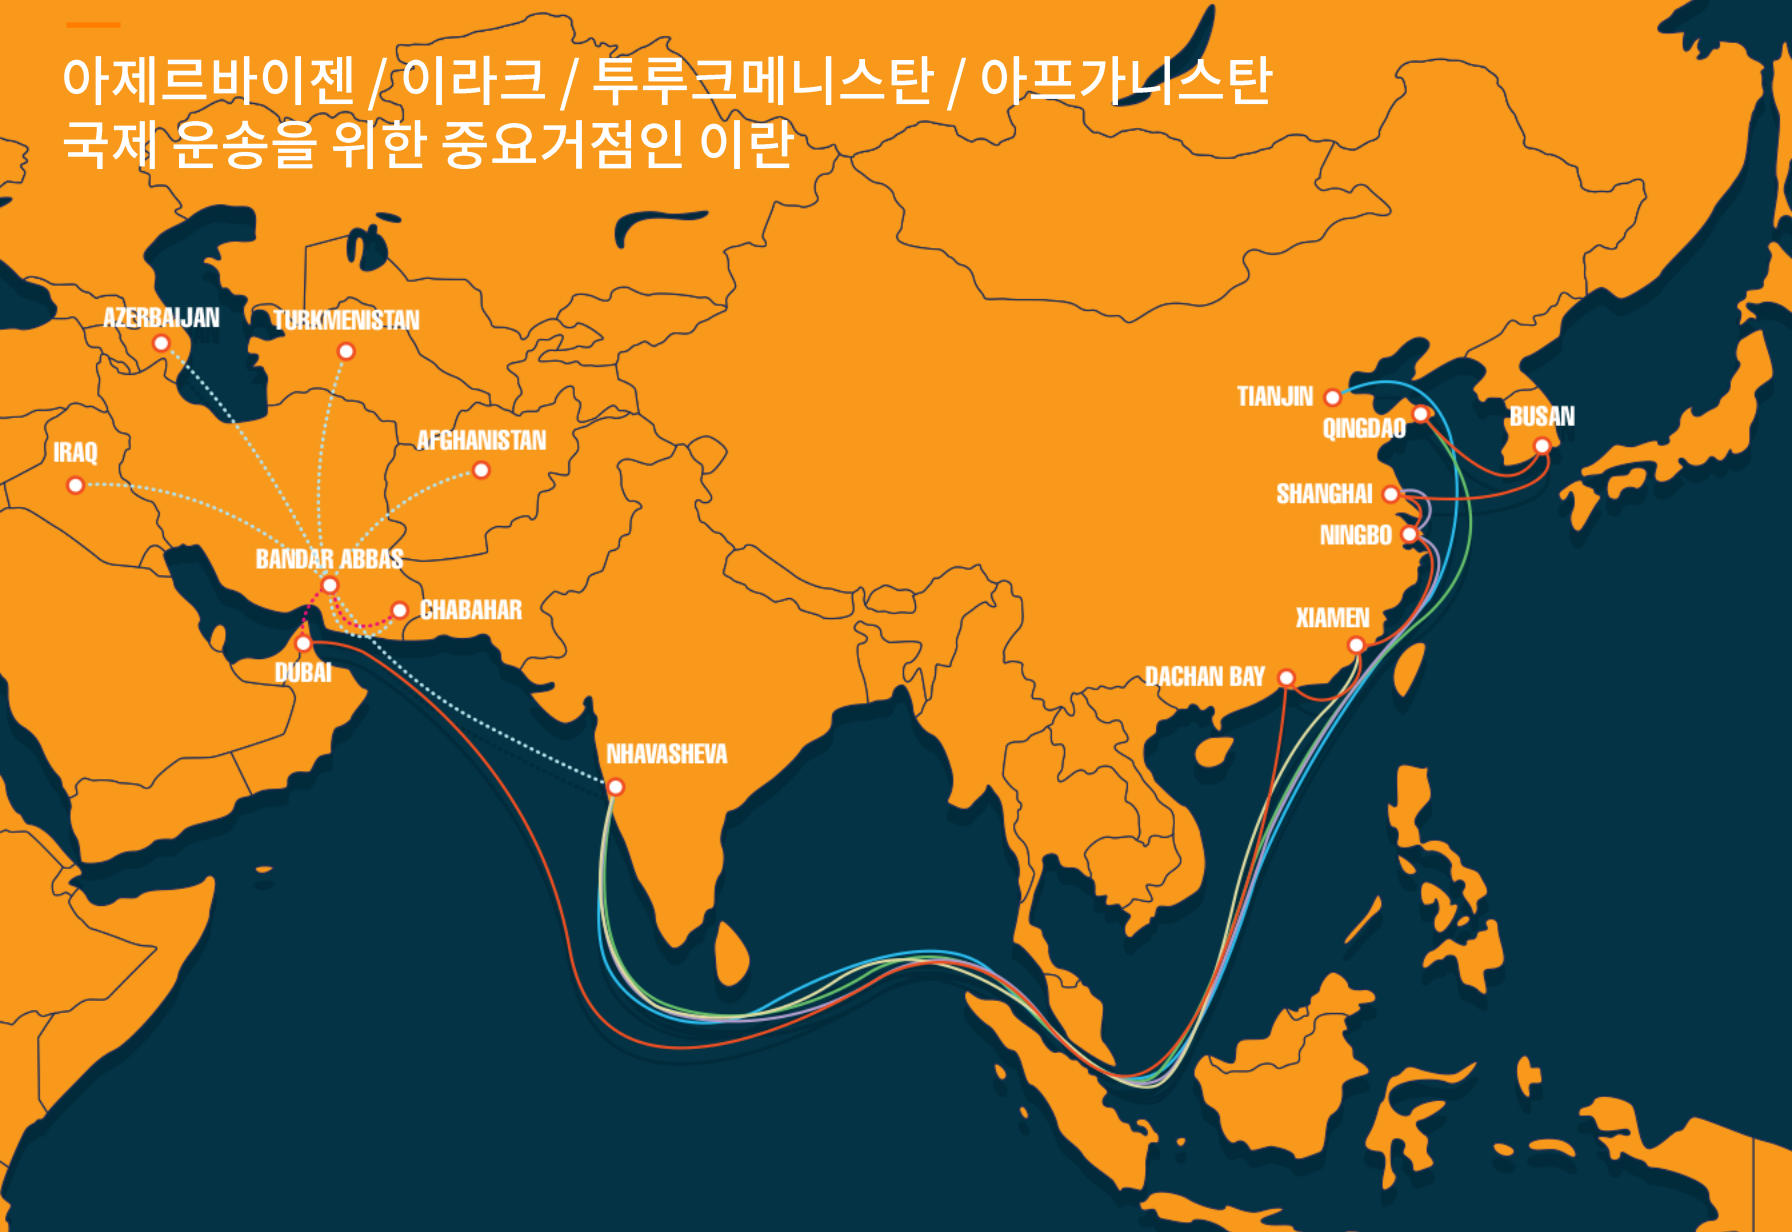 아제르바이젠 / 이라크 / 투루크메니스탄 / 아프가니스탄
국제 운송을 위한 중요거점인 이란
AZERBAIJAN
TURKMENISTAN
IRAQ
AFGHANISTAN
BANDAR ABBAS
CHABAHAR
DUBAI
NHAVASHEVA
TIANJIN
QINGDAO
BUSAN
SHANGHAI
NINGBO
XIAMEN
DACHAN BAY